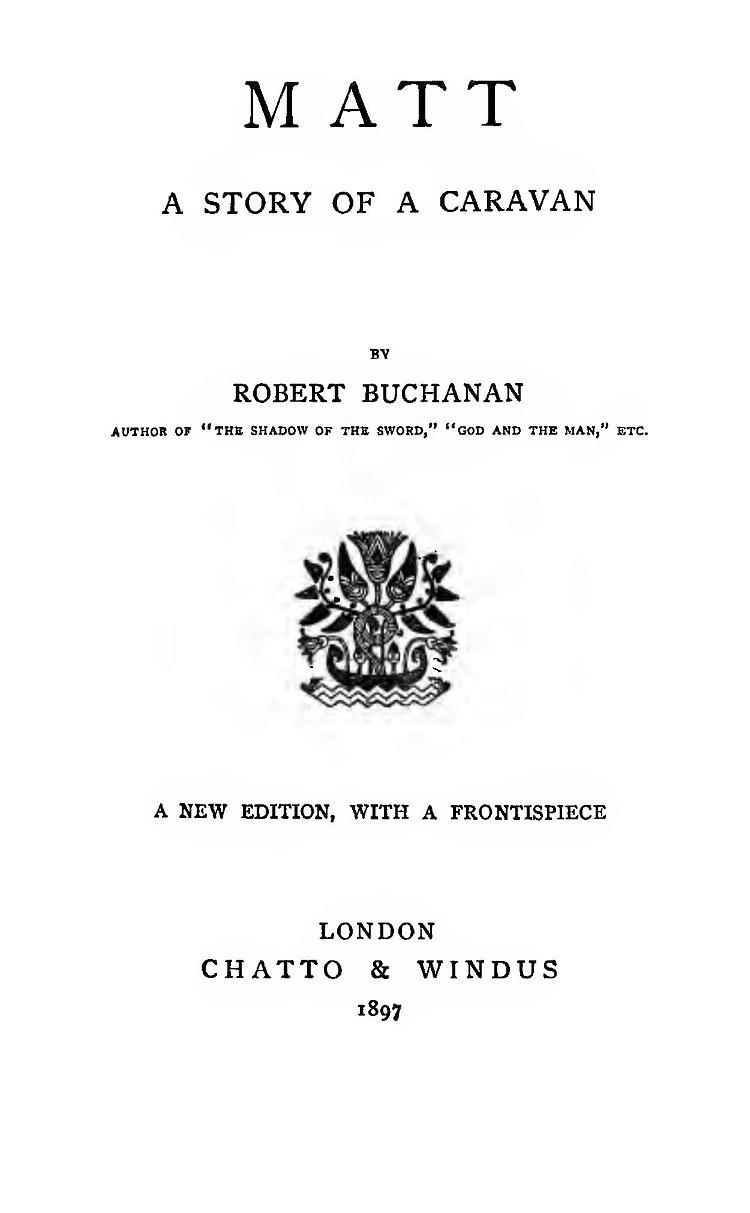 MATT
A STORY OF A CARAVAN
BY
ROBERT BUCHANAN
AUTHOR OF "THE SHADOW OF THE SWORD," "GOD AND THE MAN," ETC.
A NEW EDITION, WITH A FRONTISPIECE
LONDON
CHATTO & WINDUS
1897